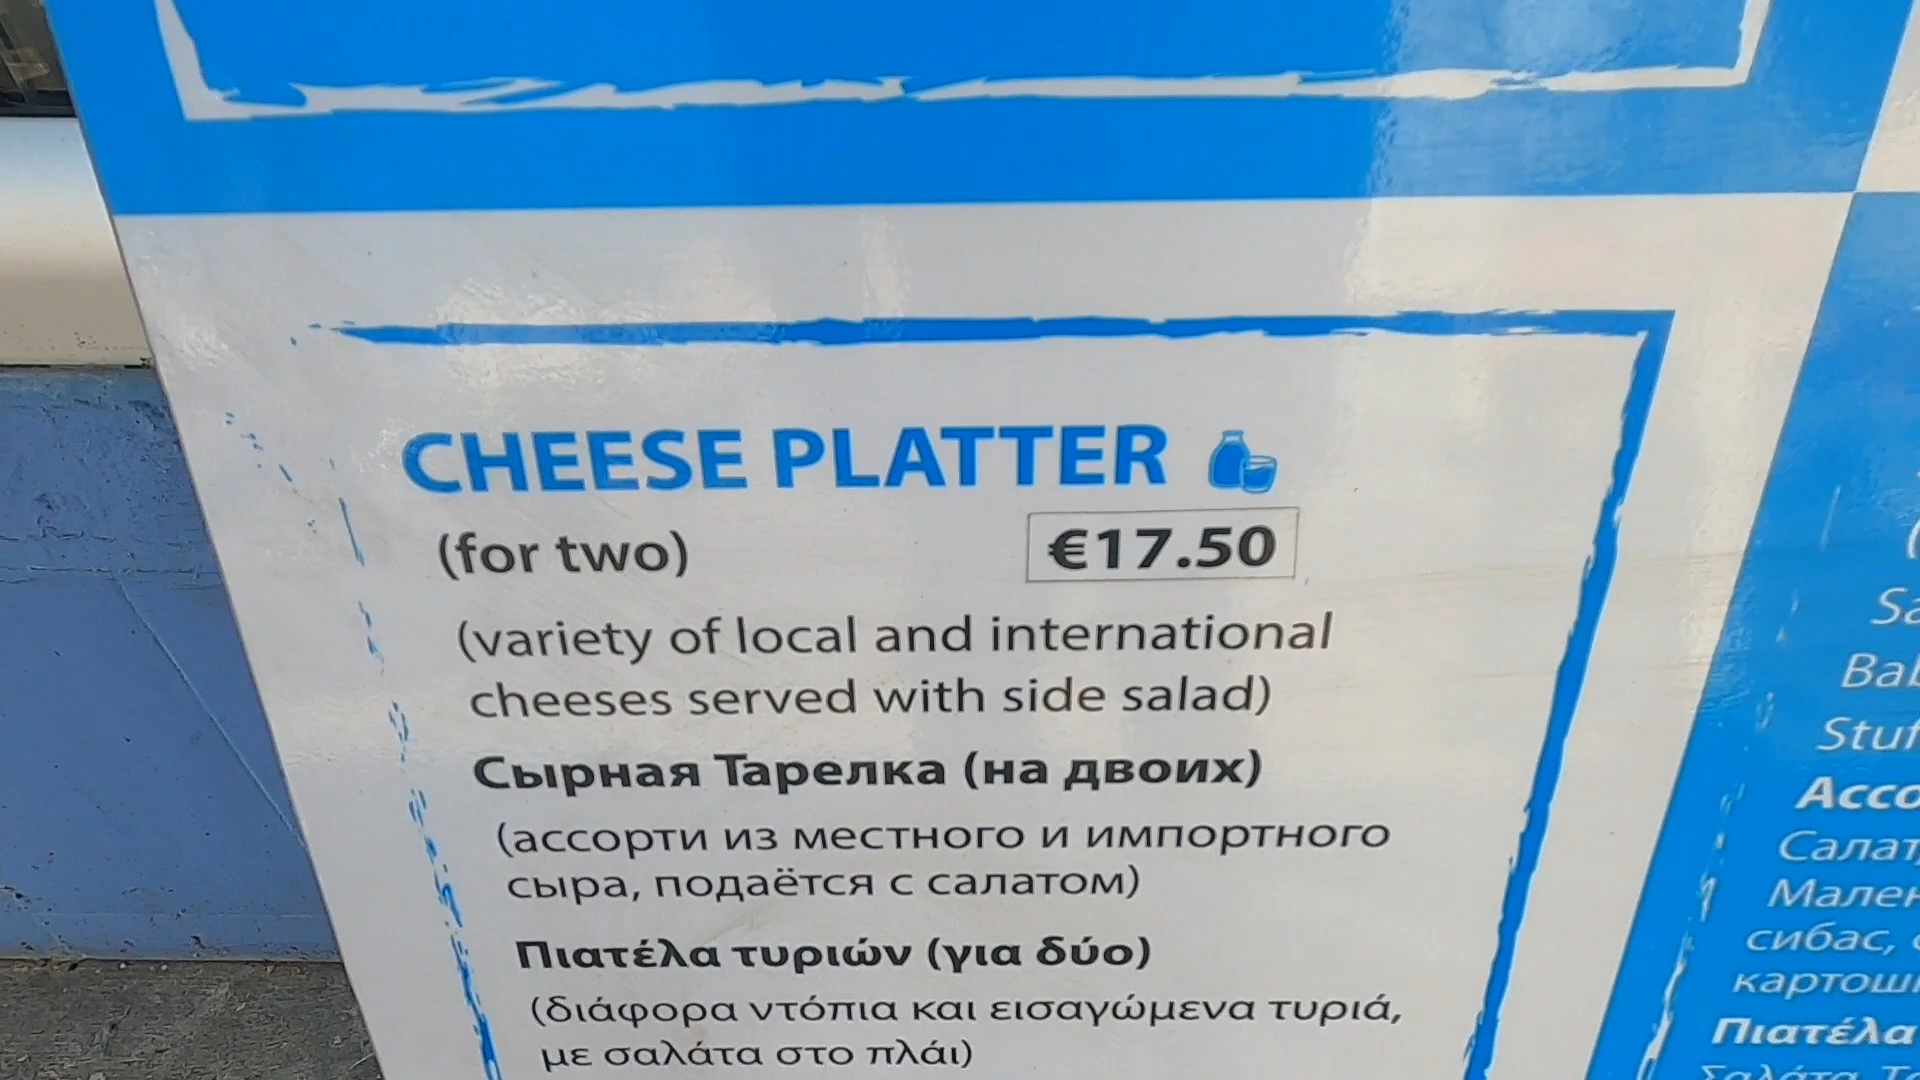 CHEESE PLATTER
(for two) €17.50
(variety of local and international
cheeses served with side salad)
Сырная Тарелка (на двоих)
(ассорти из местного и импортного
сыра, подаётся с салатом)
Πιατέλα τυριών (για δύο)
(διάφορα ντόπια και εισαγώμενα τυριά,
με σαλάτα στο πλάι)
сибас,
Πιατέλα